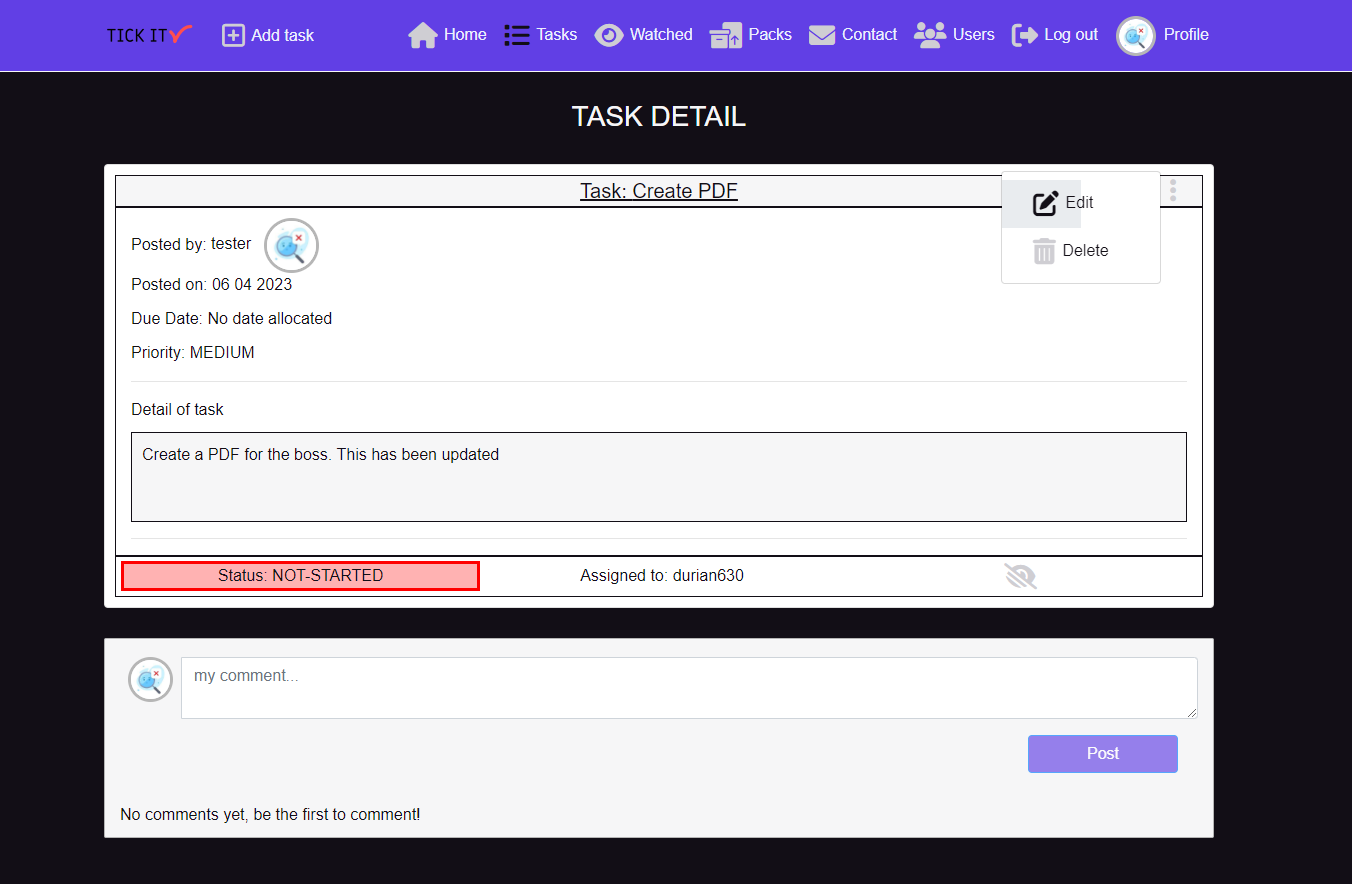 TICK IT Add task Home Tasks Watched Packs Contact Users Log out Profile
TASK DETAIL
Task: Create PDF
Edit
Delete
Posted by: tester
Posted on: 06 04 2023
Due Date: No date allocated
Priority: MEDIUM
Detail of task
Create a PDF for the boss. This has been updated
Status: NOT-STARTED Assigned to: durian630
my comment...
Post
No comments yet, be the first to comment!